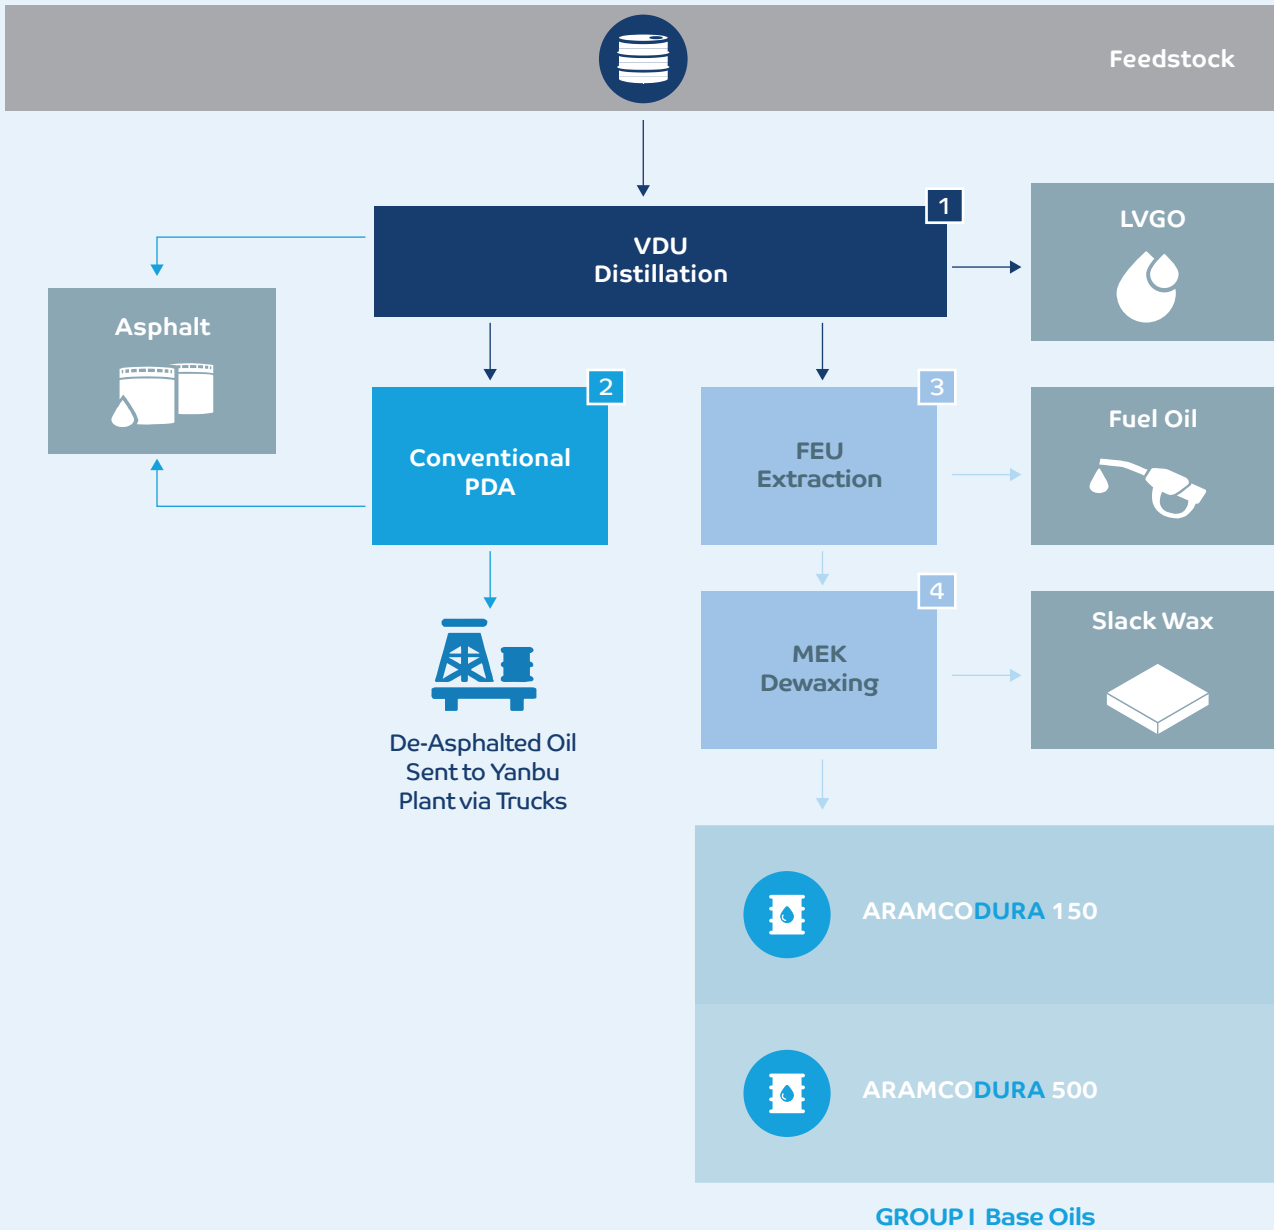 Feedstock
1
VDU
Distillation
LVGO
Asphalt
2
Conventional
PDA
3
FEU
Extraction
Fuel Oil
4
MEK
Dewaxing
Slack Wax
De-Asphalted Oil
Sent to Yanbu
Plant via Trucks
ARAMCODURA 150
ARAMCODURA 500
GROUP I Base Oils